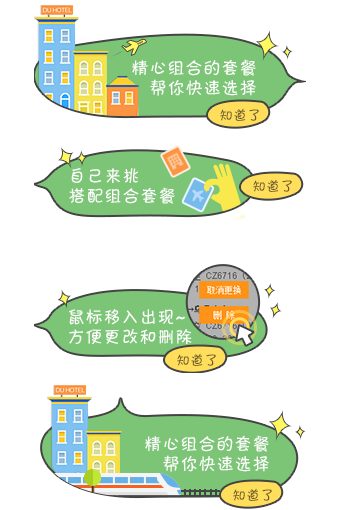 DU HOTEL
精心组合的套餐
帮你快速选择
知道了
自己来挑
搭配组合套餐
知道了
CZ6716
取消更换
删 除
鼠标移入出现~
方便更改和删除
知道了
DU HOTEL
精心组合的套餐
帮你快速选择
知道了